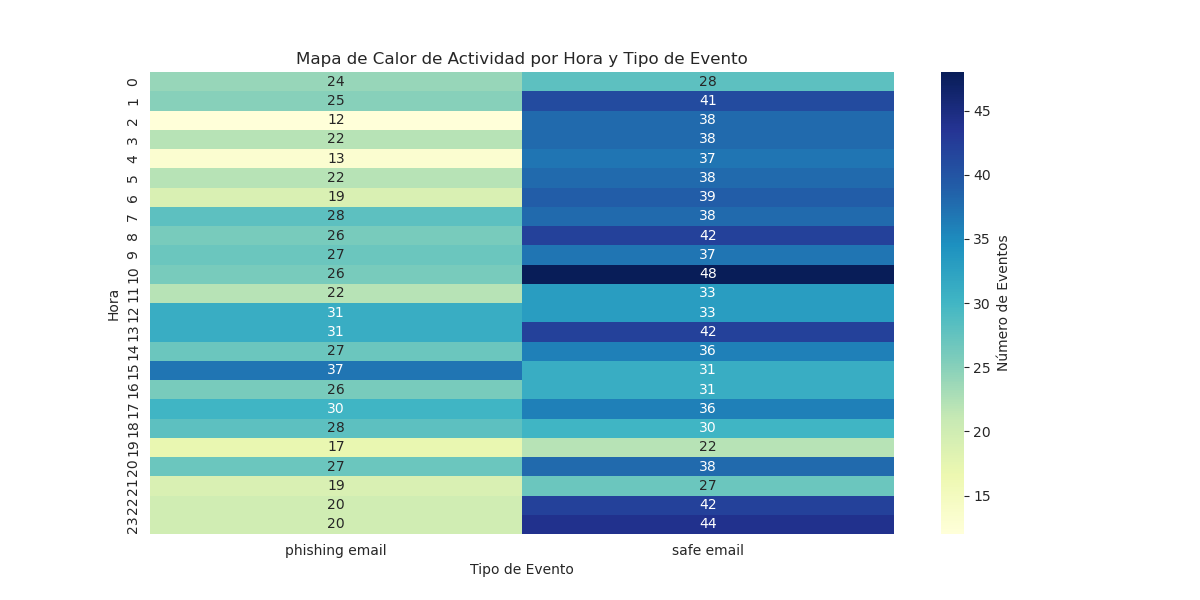 Mapa de Calor de Actividad por Hora y Tipo de Evento
0 24 28
1 25 41
2 12 38
3 22 38
4 13 37
5 22 38
6 19 39
7 28 38
8 26 42
9 27 37
10 26 48
11 22 33
12 31 33
13 31 42
14 27 36
15 37 31
16 26 31
17 30 36
18 28 30
19 17 22
20 27 38
21 19 27
22 20 42
23 20 44
Hora
phishing email safe email
Tipo de Evento
45
40
35
30
25
20
15
Número de Eventos